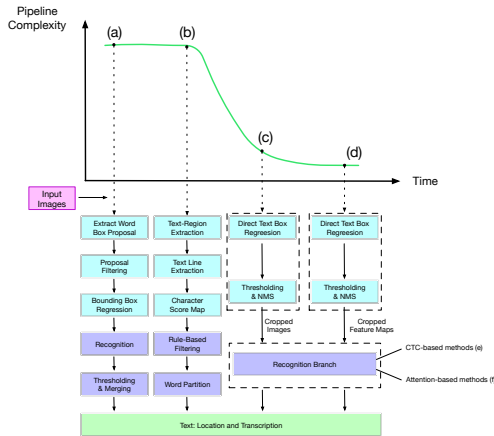 Pipeline
Complexity
(a)
(b)
(c)
(d)
Time
Input
Images
Extract Word
Box Proposal
Text-Region
Extraction
Direct Text Box
Regression
Direct Text Box
Regression
Proposal
Filtering
Text Line
Extraction
Bounding Box
Regression
Character
Score Map
Thresholding
& NMS
Thresholding
& NMS
Cropped
Images
Cropped
Feature Maps
Recognition
Rule-Based
Filtering
CTC-based methods (e)
Recognition Branch
Attention-based methods (f
Thresholding
& Merging
Word Partition
Text: Location and Transcription